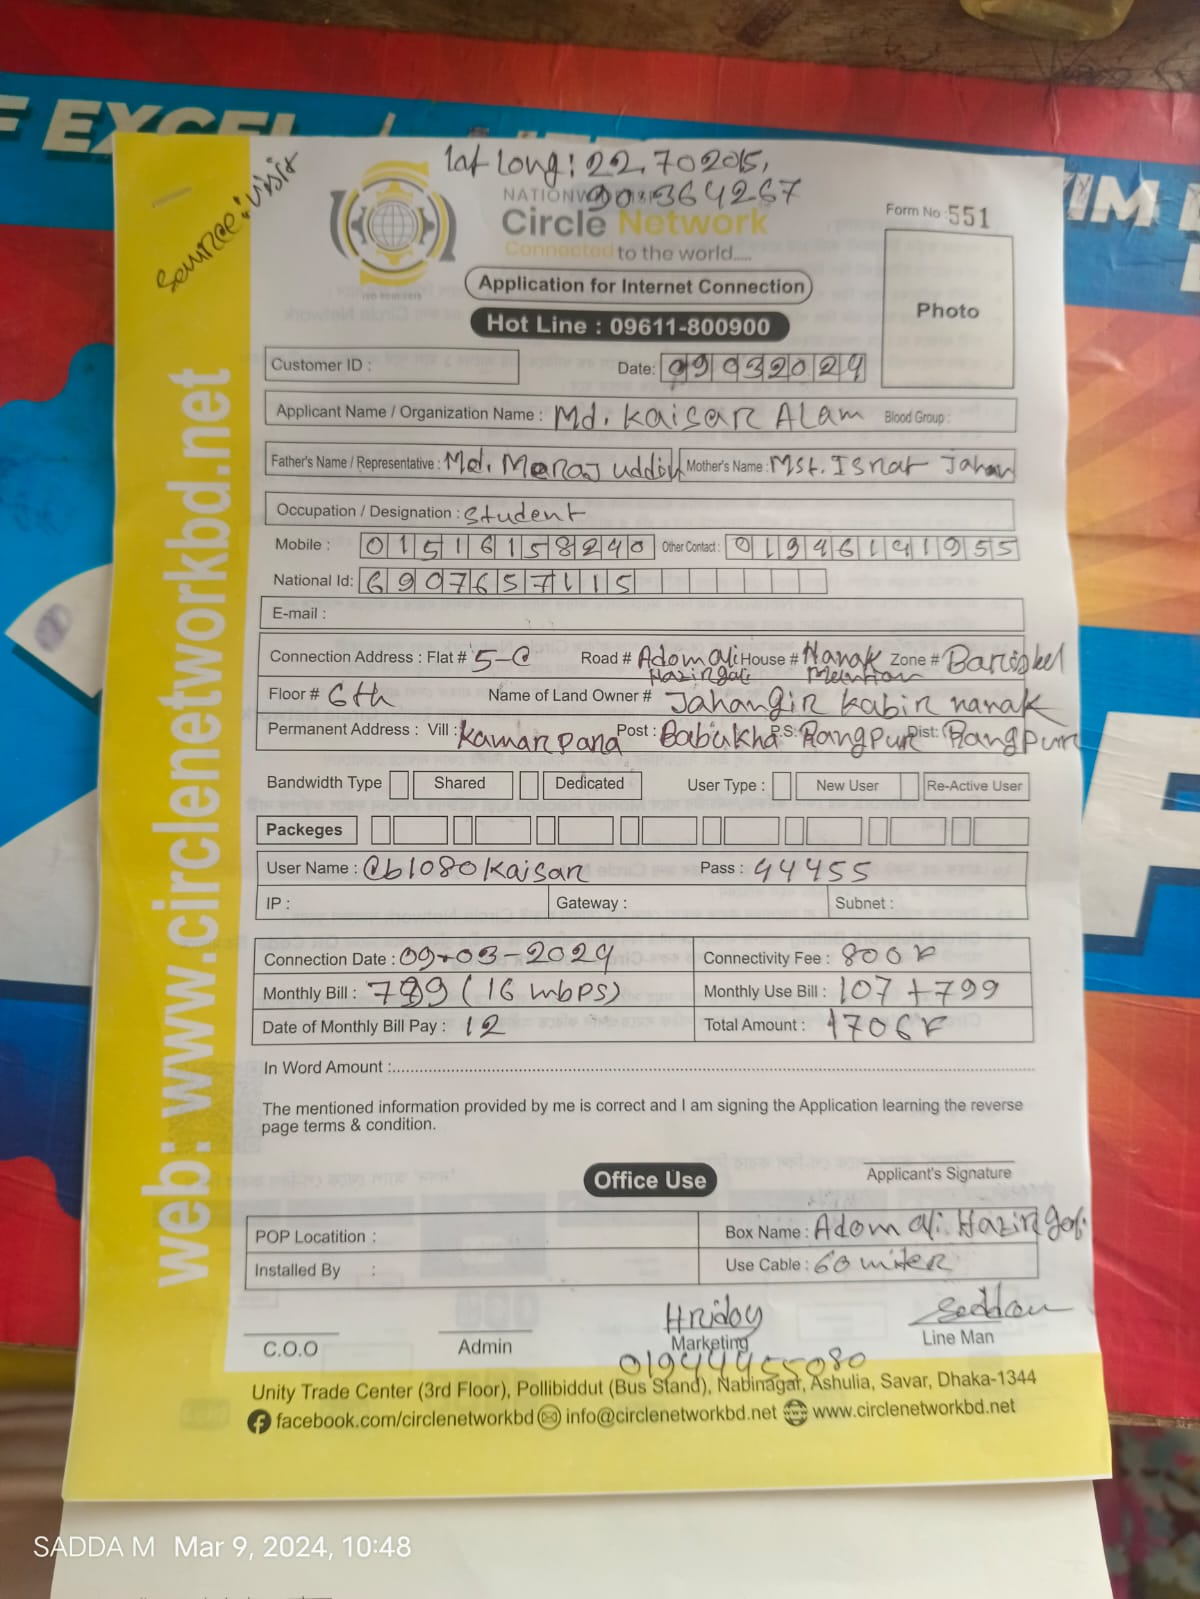 F EXCEL
Source: Visit
lat Long: 22.702015,
90.364267
NATIONW
Circle Network
Connected to the world.....
Form No : 551
Photo
Application for Internet Connection
Hot Line : 09611-800900
Customer ID :
Date: 09032024
Applicant Name / Organization Name : Md. Kaisar Alam Blood Group :
Father's Name / Representative : Md. Meraj uddin Mother's Name : Mst. Israt Jahan
Occupation / Designation : Student
Mobile : 01516158240 Other Contact : 01946141955
National Id: 6907657115
E-mail :
Connection Address : Flat # 5-C Road # Adom Ali Hazir gali House # Nanak Zone # Barishal
Floor # 6th Name of Land Owner # Jahangir kabir nanak
Permanent Address : Vill : Kamar para Post : Babukha P.S: Rangpur Dist: Rangpur
Bandwidth Type Shared Dedicated User Type : New User Re-Active User
Packeges
User Name : Cb1080kaisar Pass : 44455
IP : Gateway : Subnet :
Connection Date : 09-03-2024 Connectivity Fee : 800
Monthly Bill : 799 (16 mbps) Monthly Use Bill : 107 + 799
Date of Monthly Bill Pay : 12 Total Amount : 1706
In Word Amount :
The mentioned information provided by me is correct and I am signing the Application learning the reverse
page terms & condition.
Applicant's Signature
Office Use
POP Locatition : Box Name : Adom Ali Hazir
Installed By : Use Cable : 60 miter
Hridoy Saddam
C.O.O Admin Marketing Line Man
Unity Trade Center (3rd Floor), Pollibiddut (Bus Stand), Nabinagar, Ashulia, Savar, Dhaka-1344
facebook.com/circlenetworkbd info@circlenetworkbd.net www.circlenetworkbd.net
web: www.circlenetworkbd.net
SADDA M Mar 9, 2024, 10:48